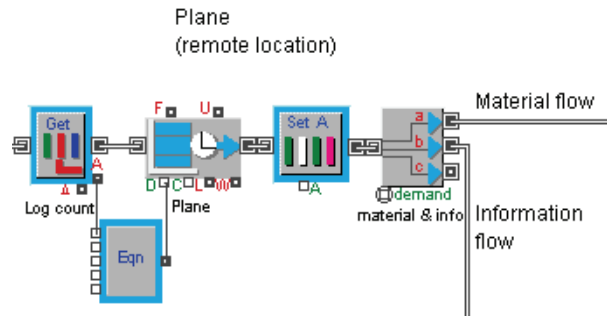 Plane
(remote location)
Material flow
Get
F
U
Set A
a
b
c
A
Δ
D
C
L
W
A
demand
Log count
Plane
material & info
Information
flow
Eqn